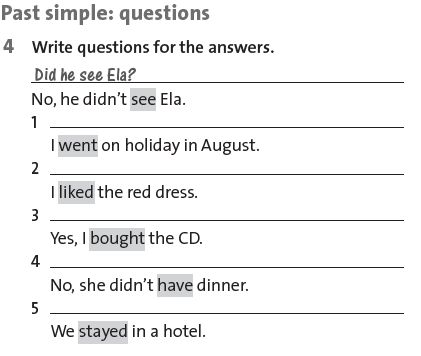 Past simple: questions
4 Write questions for the answers.
Did he see Ela?
No, he didn't see Ela.
1
I went on holiday in August.
2
I liked the red dress.
3
Yes, I bought the CD.
4
No, she didn't have dinner.
5
We stayed in a hotel.